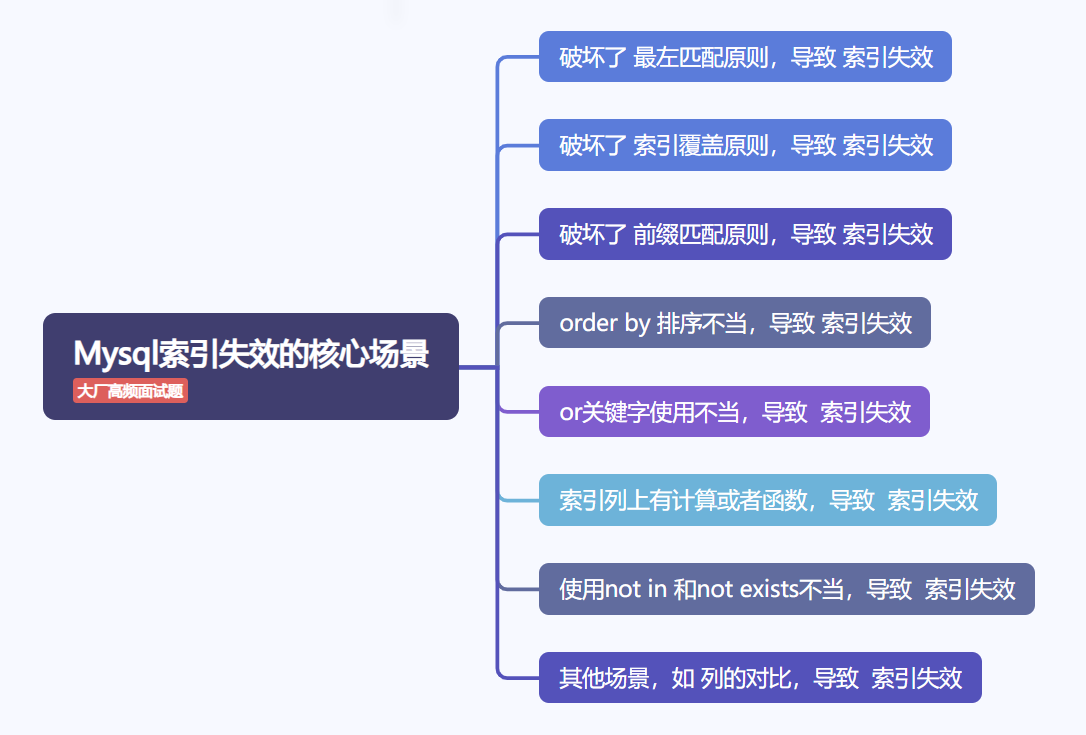 Mysql索引失效的核心场景
大厂高频面试题
破坏了 最左匹配原则，导致 索引失效
破坏了 索引覆盖原则，导致 索引失效
破坏了 前缀匹配原则，导致 索引失效
order by 排序不当，导致 索引失效
or关键字使用不当，导致  索引失效
索引列上有计算或者函数，导致  索引失效
使用not in 和not exists不当，导致  索引失效
其他场景，如 列的对比，导致  索引失效